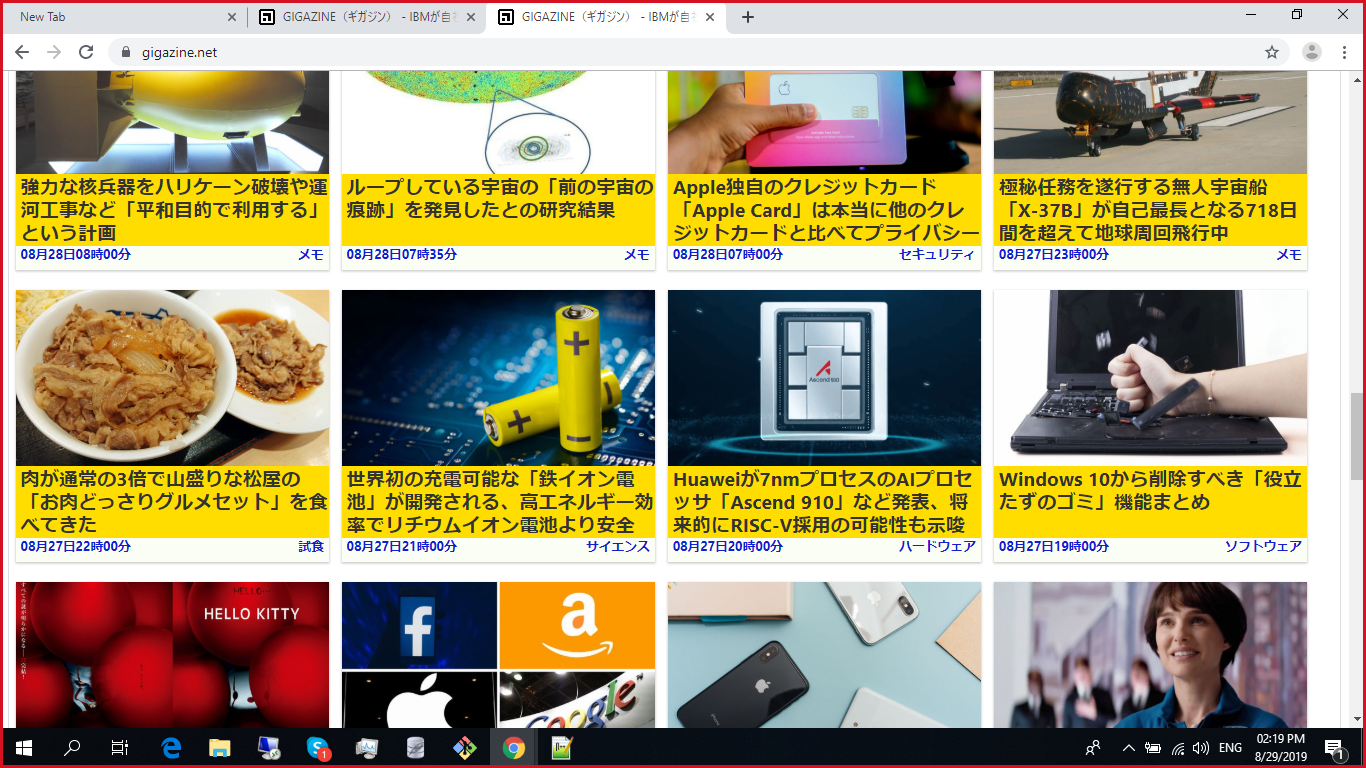 New Tab
GIGAZINE（ギガジン） - IBMが自
GIGAZINE（ギガジン） - IBMが自
gigazine.net
強力な核兵器をハリケーン破壊や運
河工事など「平和目的で利用する」
という計画
08月28日08時00分 メモ
ループしている宇宙の「前の宇宙の
痕跡」を発見したとの研究結果
08月28日07時35分 メモ
Apple独自のクレジットカード
「Apple Card」は本当に他のクレ
ジットカードと比べてプライバシー
08月28日07時00分 セキュリティ
極秘任務を遂行する無人宇宙船
「X-37B」が自己最長となる718日
間を超えて地球周回飛行中
08月27日23時00分 メモ
肉が通常の3倍で山盛りな松屋の
「お肉どっさりグルメセット」を食
べてきた
08月27日22時00分 試食
世界初の充電可能な「鉄イオン電
池」が開発される、高エネルギー効
率でリチウムイオン電池より安全
08月27日21時00分 サイエンス
Ascend 910
Huaweiが7nmプロセスのAIプロセ
ッサ「Ascend 910」など発表、将
来的にRISC-V採用の可能性も示唆
08月27日20時00分 ハードウェア
Windows 10から削除すべき「役立
たずのゴミ」機能まとめ
08月27日19時00分 ソフトウェア
HELLO KITTY
Google
ENG
02:19 PM
8/29/2019
1
1